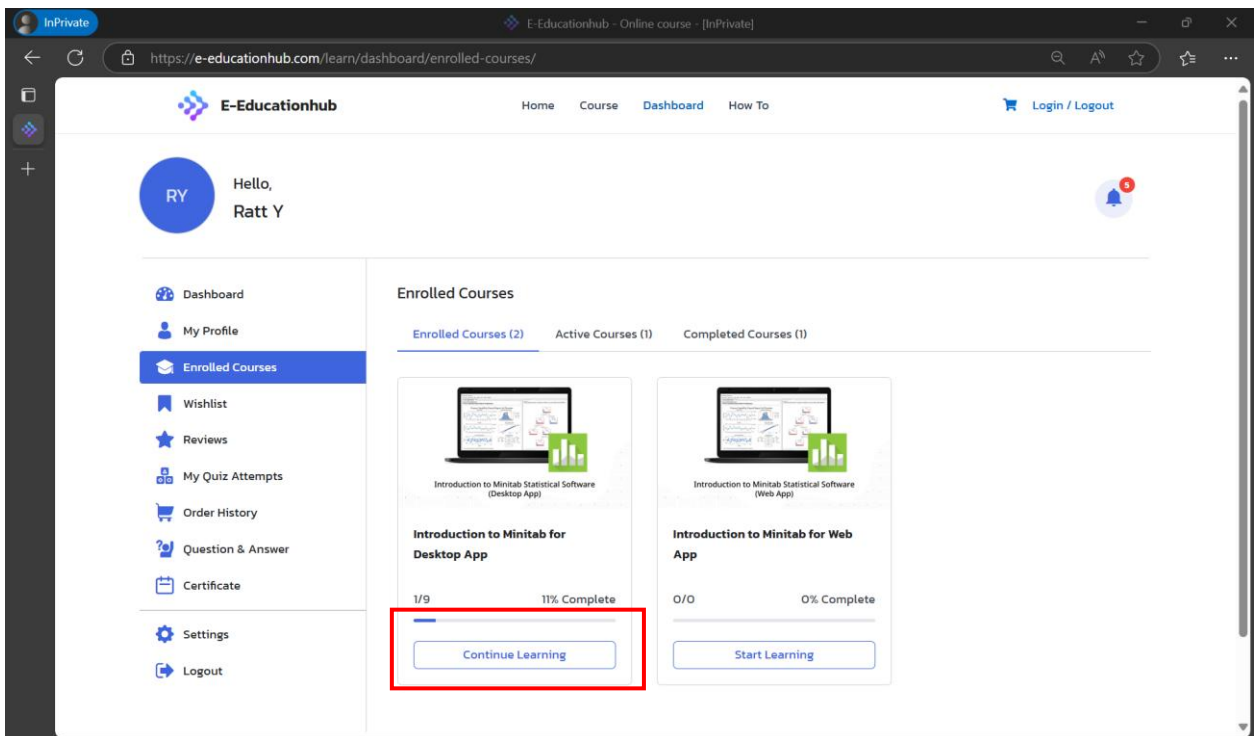 InPrivate
E-Educationhub - Online course - [InPrivate]
https://e-educationhub.com/learn/dashboard/enrolled-courses/
E-Educationhub
Home Course Dashboard How To
Login / Logout
RY
Hello,
Ratt Y
5
Dashboard
My Profile
Enrolled Courses
Wishlist
Reviews
My Quiz Attempts
Order History
Question & Answer
Certificate
Settings
Logout
Enrolled Courses
Enrolled Courses (2) Active Courses (1) Completed Courses (1)
Introduction to Minitab Statistical Software
(Desktop App)
Introduction to Minitab for
Desktop App
1/9 11% Complete
Continue Learning
Introduction to Minitab Statistical Software
(Web App)
Introduction to Minitab for Web
App
0/0 0% Complete
Start Learning